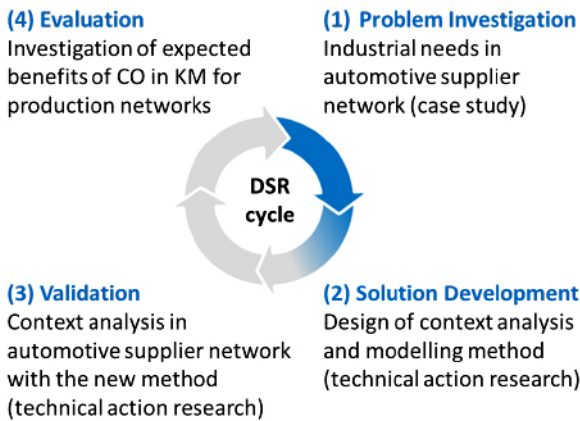 (4) Evaluation
Investigation of expected
benefits of CO in KM for
production networks
(1) Problem Investigation
Industrial needs in
automotive supplier
network (case study)
DSR
cycle
(3) Validation
Context analysis in
automotive supplier network
with the new method
(technical action research)
(2) Solution Development
Design of context analysis
and modelling method
(technical action research)